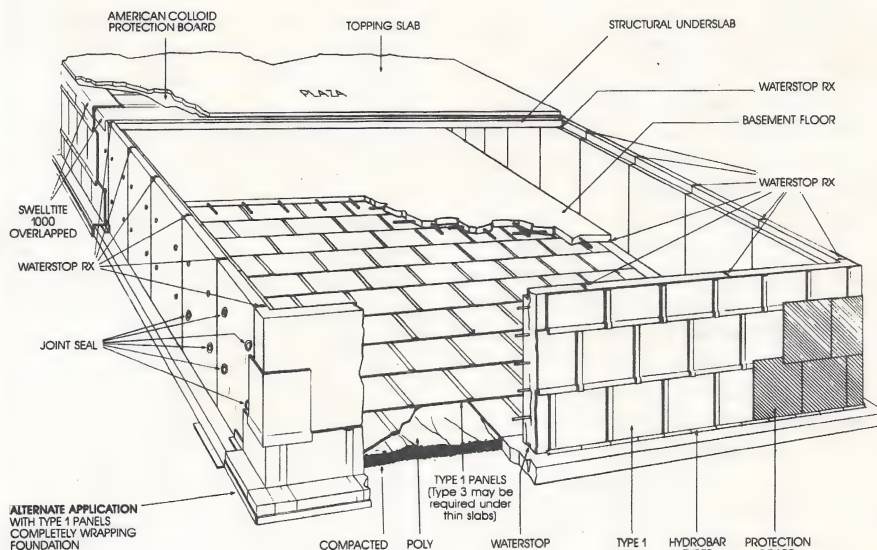 AMERICAN COLLOID
PROTECTION BOARD
TOPPING SLAB
STRUCTURAL UNDERSLAB
PLAZA
WATERSTOP RX
BASEMENT FLOOR
WATERSTOP RX
SWELLTITE
1000
OVERLAPPED
WATERSTOP RX
JOINT SEAL
ALTERNATE APPLICATION
WITH TYPE 1 PANELS
COMPLETELY WRAPPING
FOUNDATION
COMPACTED
POLY
TYPE 1 PANELS
(Type 3 may be
required under
thin slabs)
WATERSTOP
TYPE 1
HYDROBAR
PROTECTION